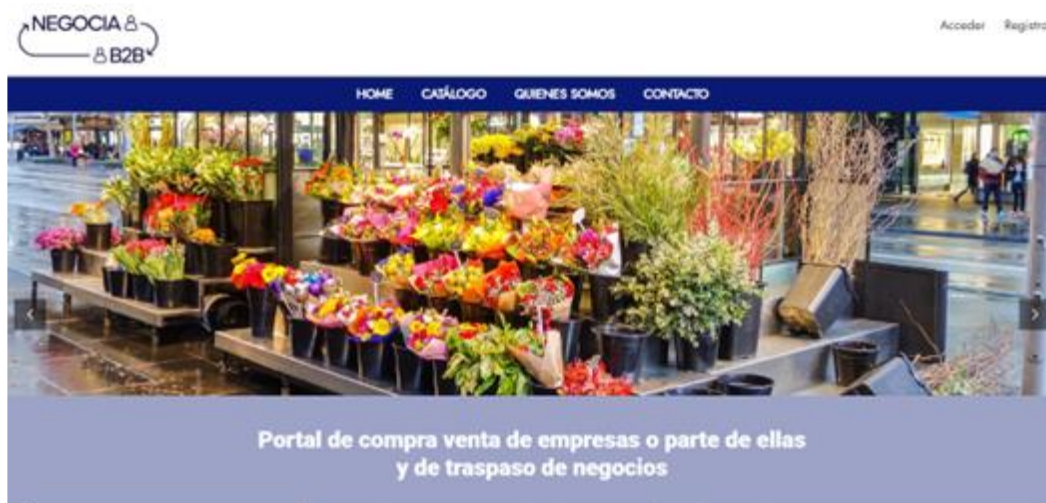 NEGOCIA
B2B
Acceder Registro
HOME CATÁLOGO QUIENES SOMOS CONTACTO
Portal de compra venta de empresas o parte de ellas
y de traspaso de negocios